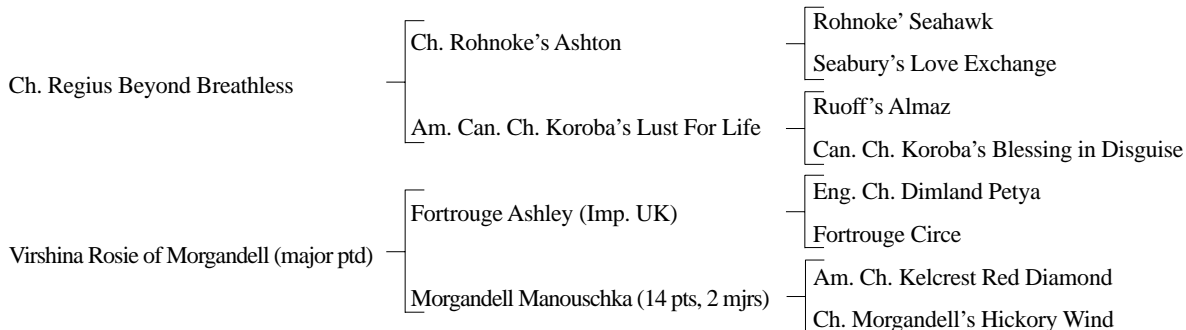 Rohnoke’ Seahawk
Ch. Rohnoke’s Ashton
Seabury’s Love Exchange
Ch. Regius Beyond Breathless
Ruoff’s Almaz
Am. Can. Ch. Koroba’s Lust For Life
Can. Ch. Koroba’s Blessing in Disguise
Eng. Ch. Dimland Petya
Fortrouge Ashley (Imp. UK)
Fortrouge Circe
Virshina Rosie of Morgandell (major ptd)
Am. Ch. Kelcrest Red Diamond
Morgandell Manouschka (14 pts, 2 mjrs)
Ch. Morgandell’s Hickory Wind